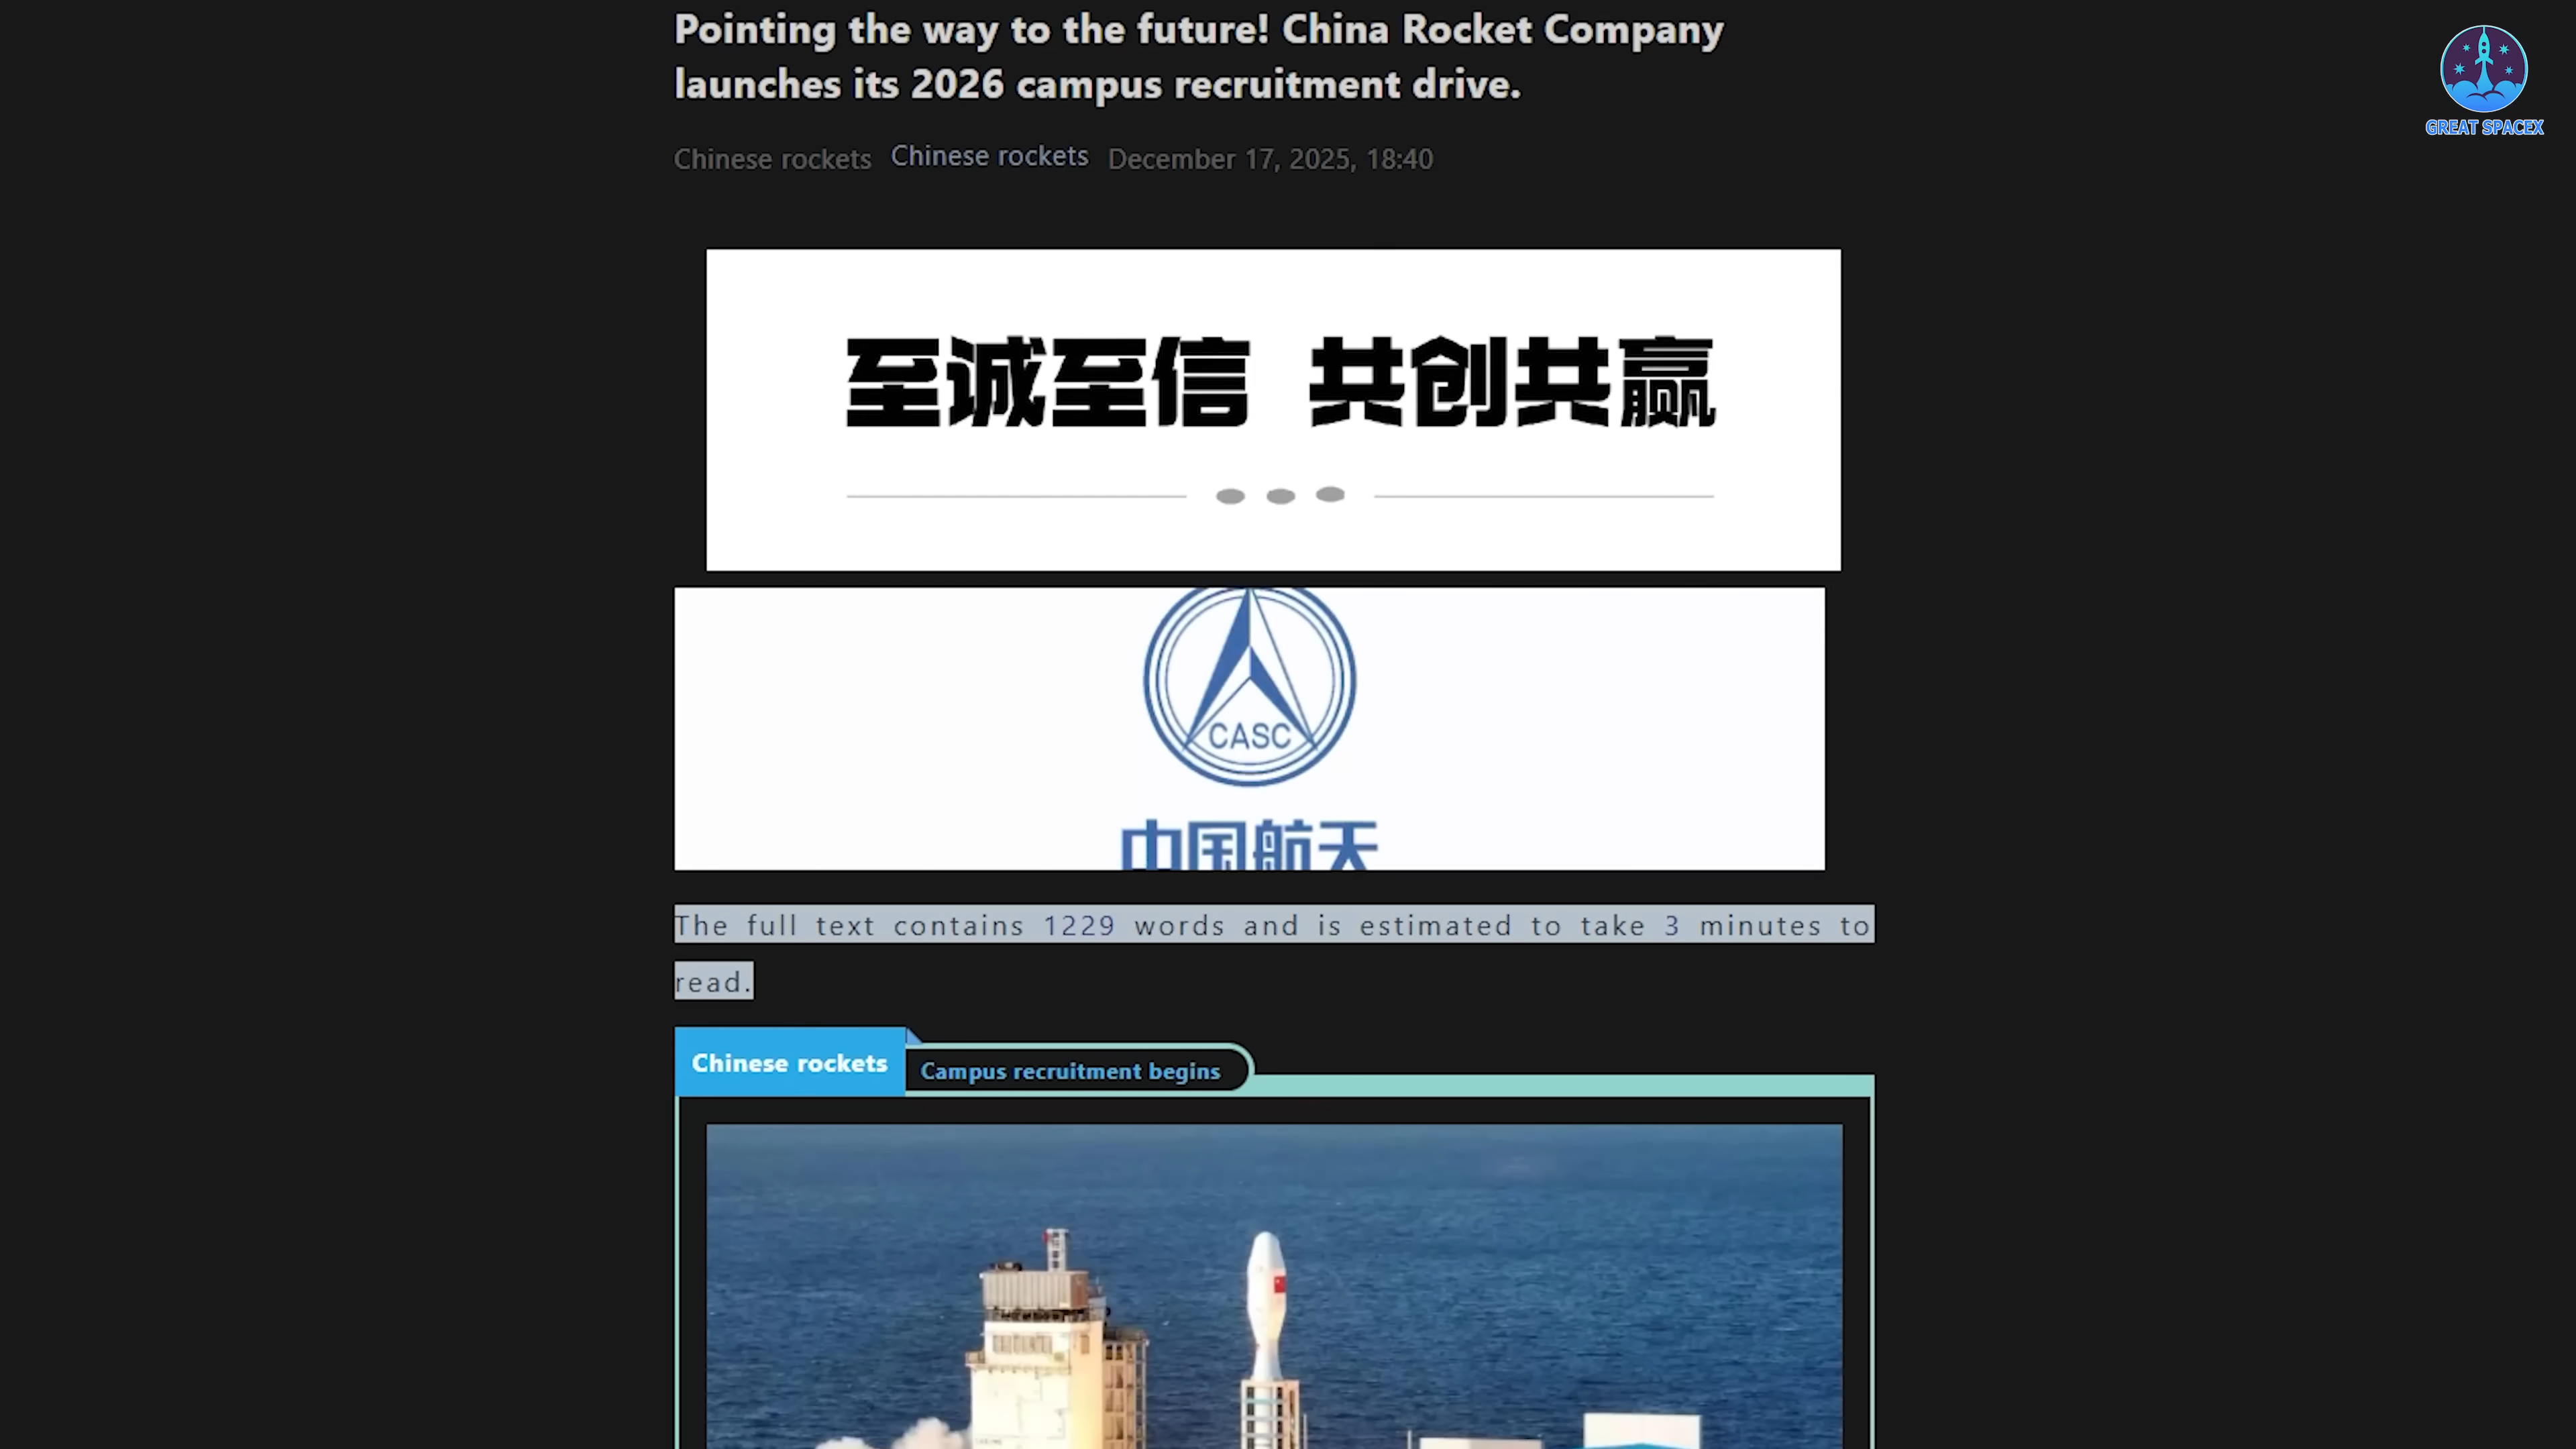 Pointing the way to the future! China Rocket Company
launches its 2026 campus recruitment drive.
GREAT SPACEX
Chinese rockets Chinese rockets December 17, 2025, 18:40
至诚至信 共创共赢
CASC
中国航天
The full text contains 1229 words and is estimated to take 3 minutes to
read.
Chinese rockets
Campus recruitment begins